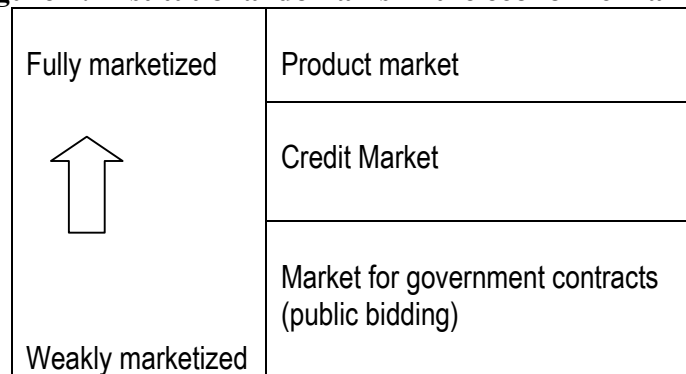 Fully marketized
Product market
Credit Market
Market for government contracts
(public bidding)
Weakly marketized